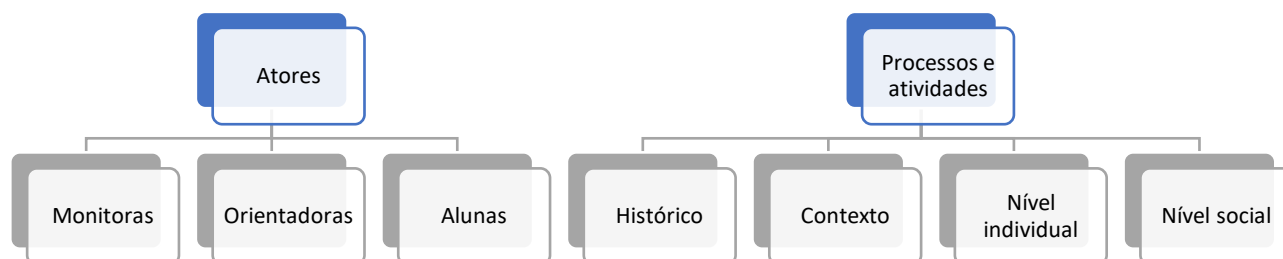 Atores
Processos e
atividades
Monitoras
Orientadoras
Alunas
Histórico
Contexto
Nível
individual
Nível social